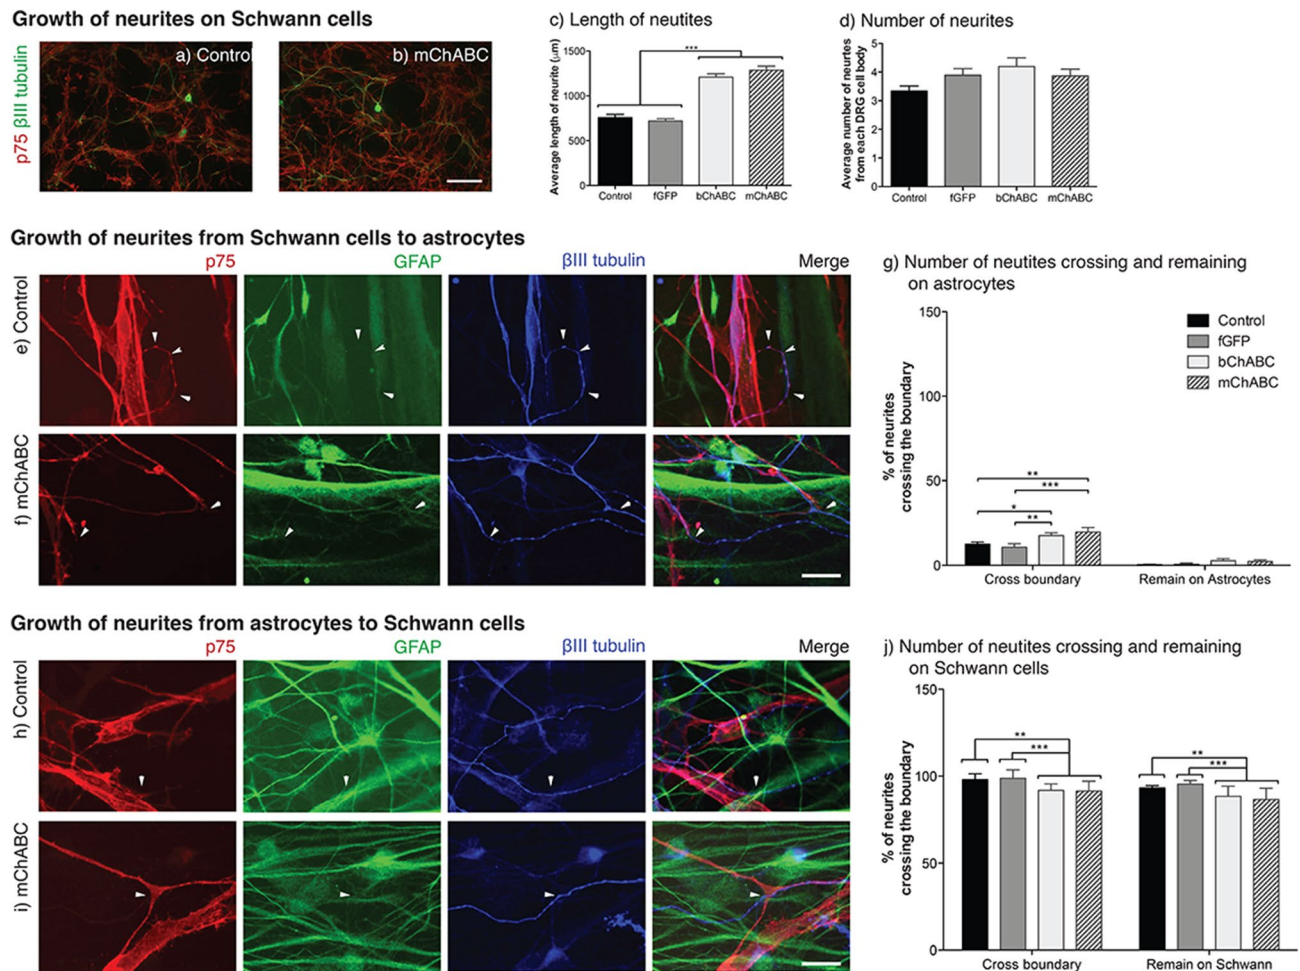 Growth of neurites on Schwann cells
p75 βIII tubulin
a) Control
b) mChABC
c) Length of neutites
Average length of neurite (µm)
1500
1000
500
0
***
Control fGFP bChABC mChABC
d) Number of neurites
Average number of neurtes
from each DRG cell body
5
4
3
2
1
0
Control fGFP bChABC mChABC
Growth of neurites from Schwann cells to astrocytes
p75 GFAP βIII tubulin Merge
e) Control
f) mChABC
g) Number of neutites crossing and remaining
on astrocytes
% of neurites
crossing the boundary
150
100
50
0
Control
fGFP
bChABC
mChABC
**
***
*
**
Cross boundary Remain on Astrocytes
Growth of neurites from astrocytes to Schwann cells
p75 GFAP βIII tubulin Merge
h) Control
i) mChABC
j) Number of neutites crossing and remaining
on Schwann cells
% of neurites
crossing the boundary
150
100
50
0
**
***
**
***
Cross boundary Remain on Schwann